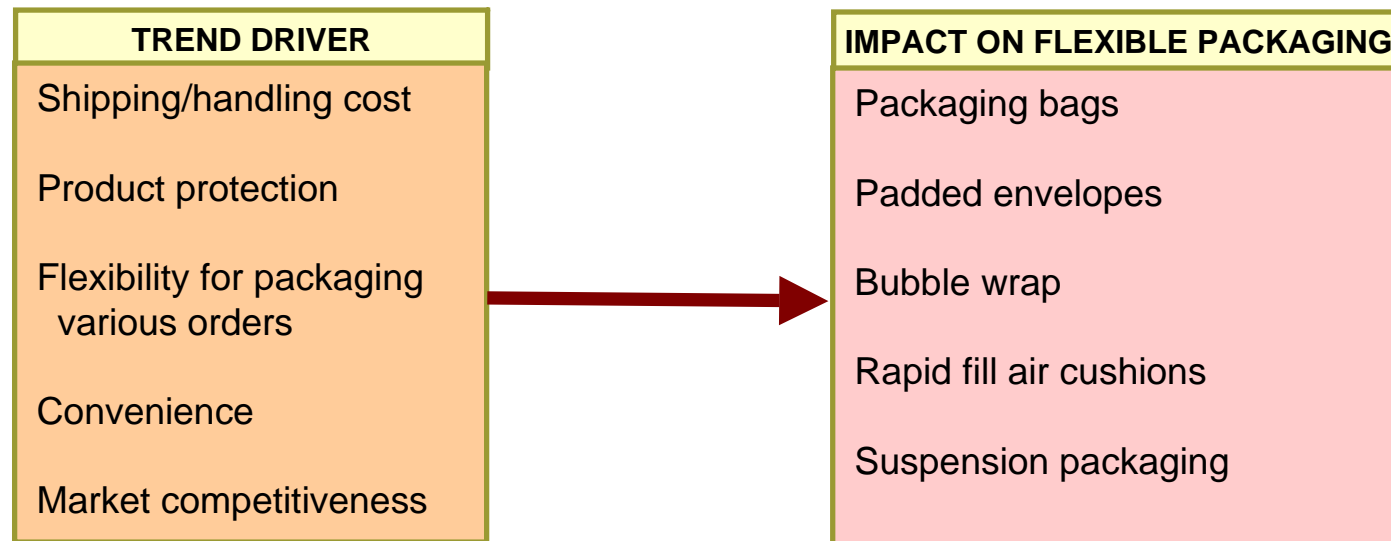 TREND DRIVER
Shipping/handling cost
Product protection
Flexibility for packaging
various orders
Convenience
Market competitiveness
IMPACT ON FLEXIBLE PACKAGING
Packaging bags
Padded envelopes
Bubble wrap
Rapid fill air cushions
Suspension packaging